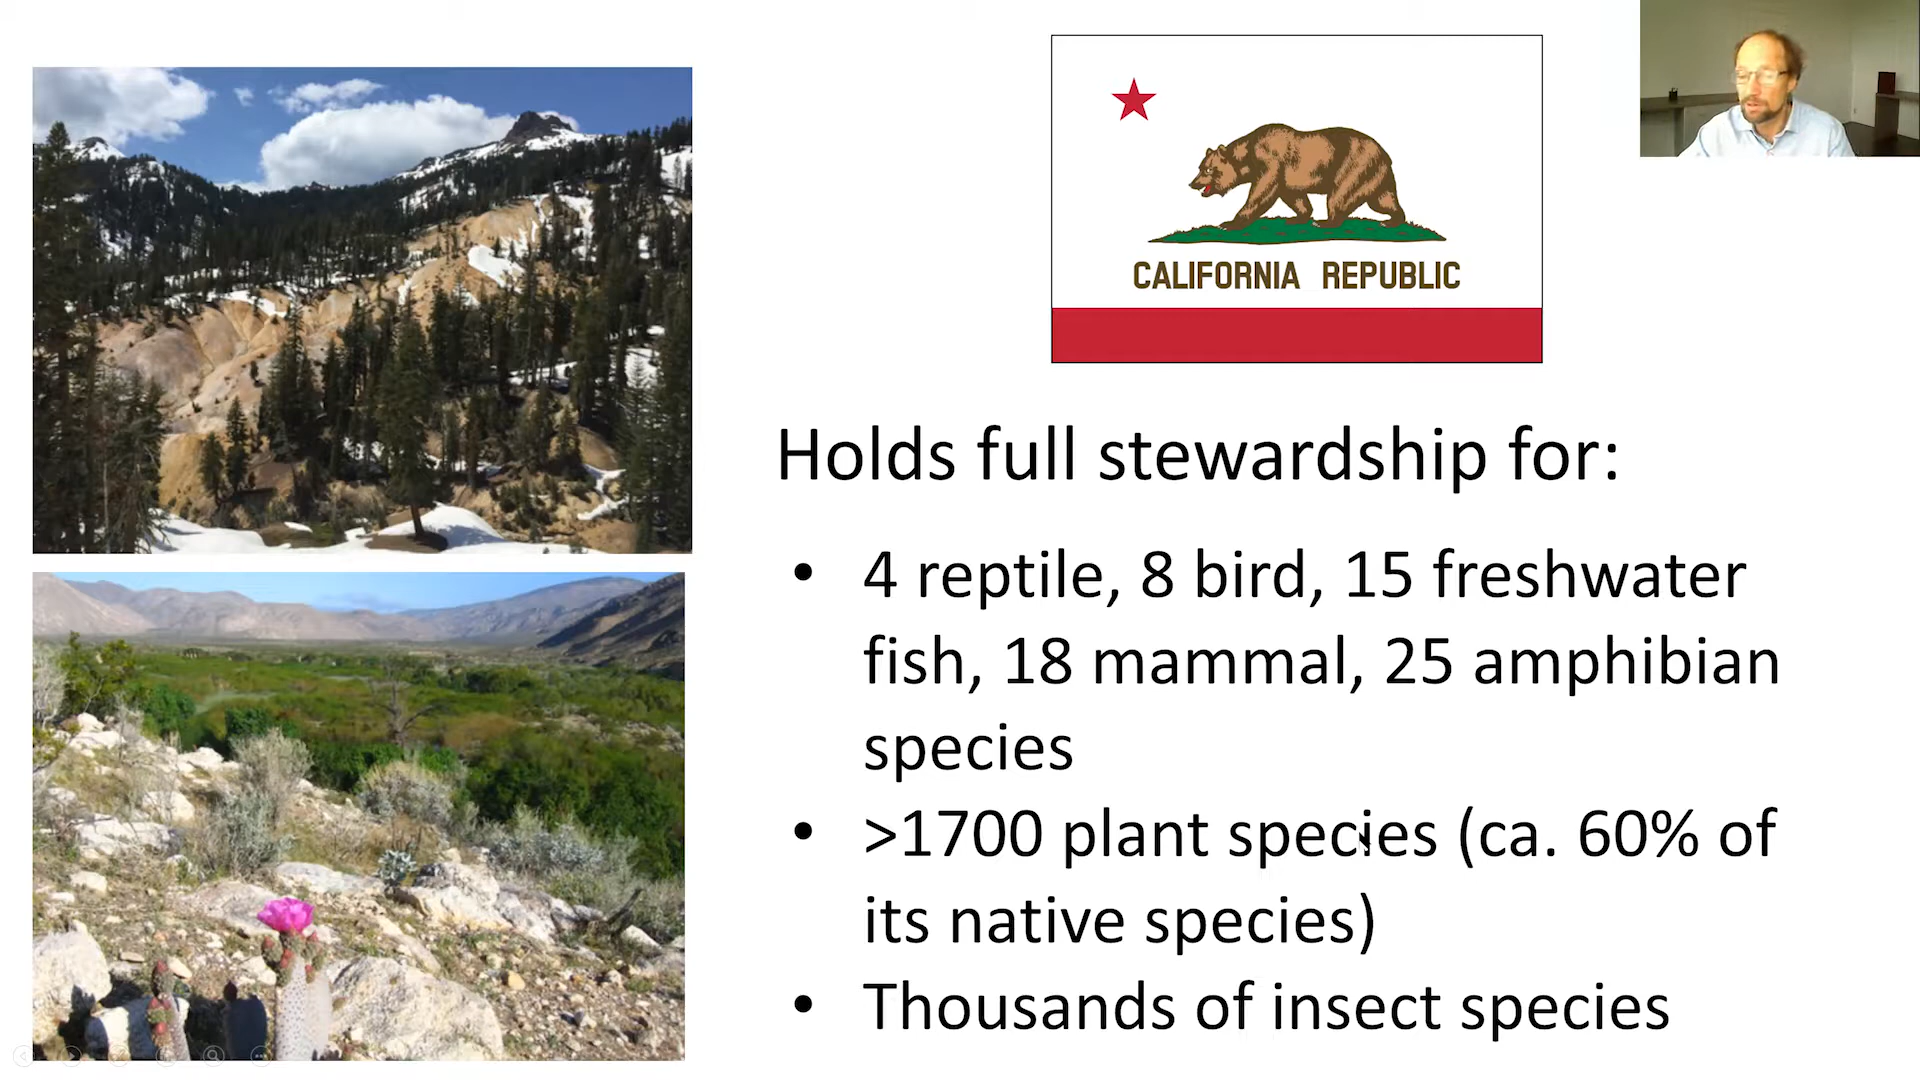 CALIFORNIA REPUBLIC
Holds full stewardship for:
• 4 reptile, 8 bird, 15 freshwater
fish, 18 mammal, 25 amphibian
species
• >1700 plant species (ca. 60% of
its native species)
• Thousands of insect species